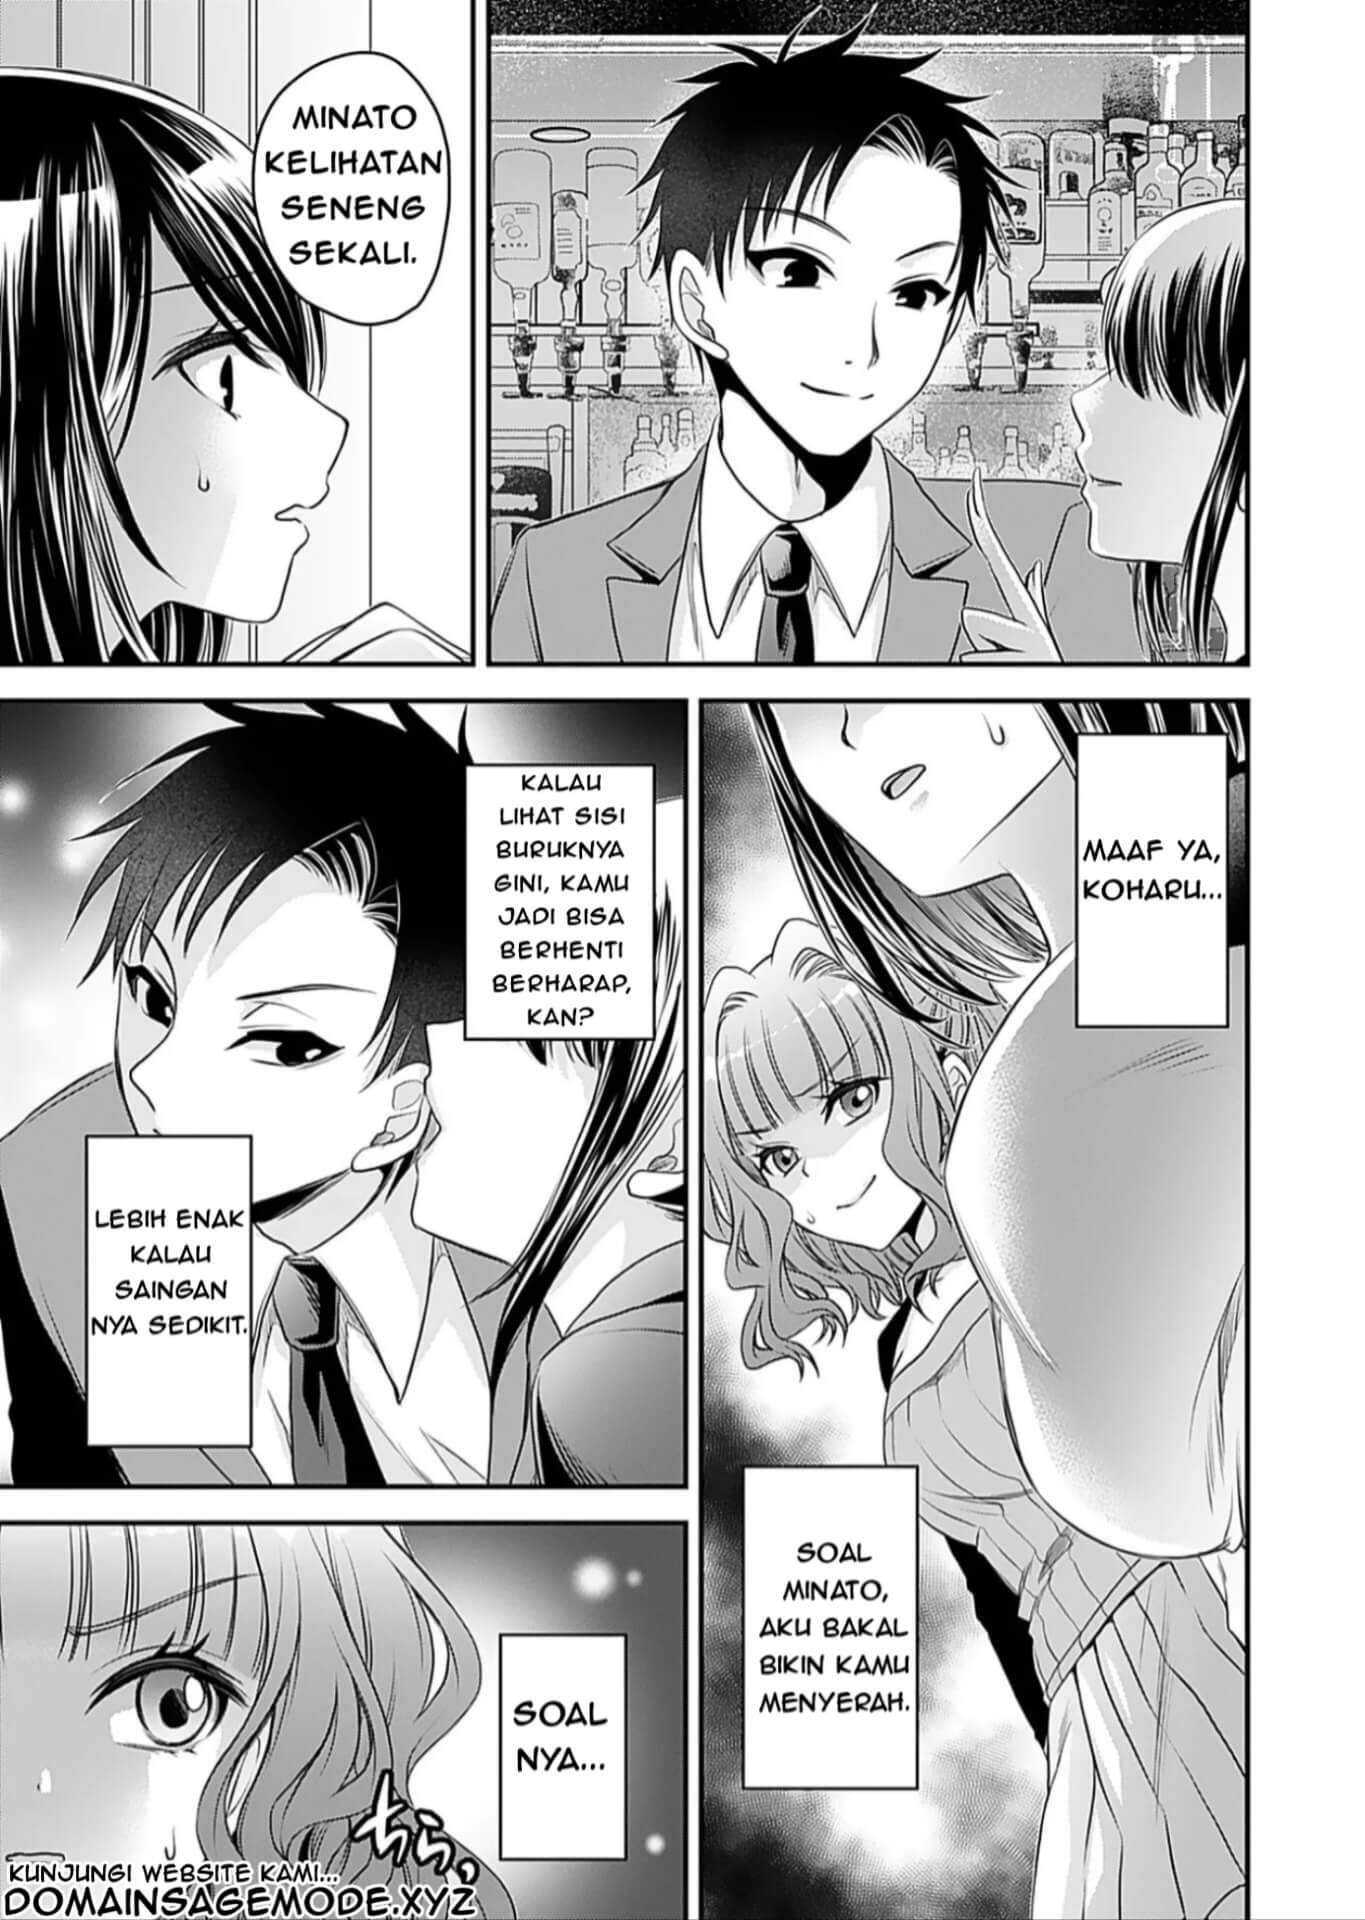 MINATO
KELIHATAN
SENENG
SEKALI.
MAAF YA,
KOHARU...
SOAL
MINATO,
AKU BAKAL
BIKIN KAMU
MENYERAH.
KALAU
LIHAT SISI
BURUKNYA
GINI, KAMU
JADI BISA
BERHENTI
BERHARAP,
KAN?
LEBIH ENAK
KALAU
SAINGAN
NYA SEDIKIT.
SOAL
NYA...
ちら、
KUNJUNGI WEBSITE KAMI...
DOMAINSAGEMODE.XYZ